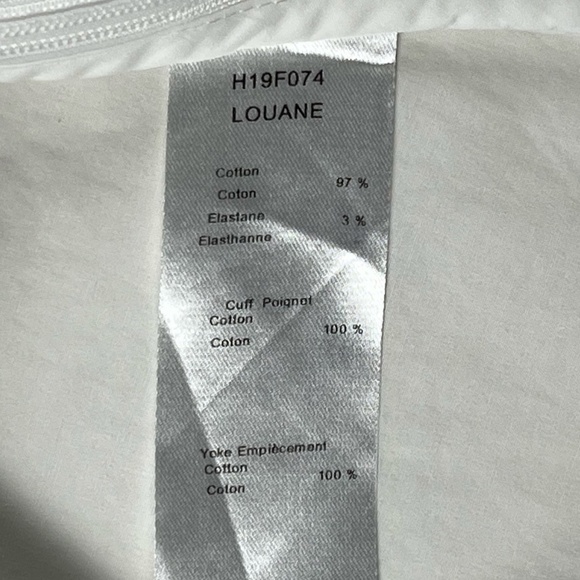 H19F074
LOUANE
Cotton
Coton 97 %
Elastane 3 %
Elasthanne
Cuff Poignet
Cotton
Coton 100 %
Yoke Empiècement
Cotton
Coton 100 %